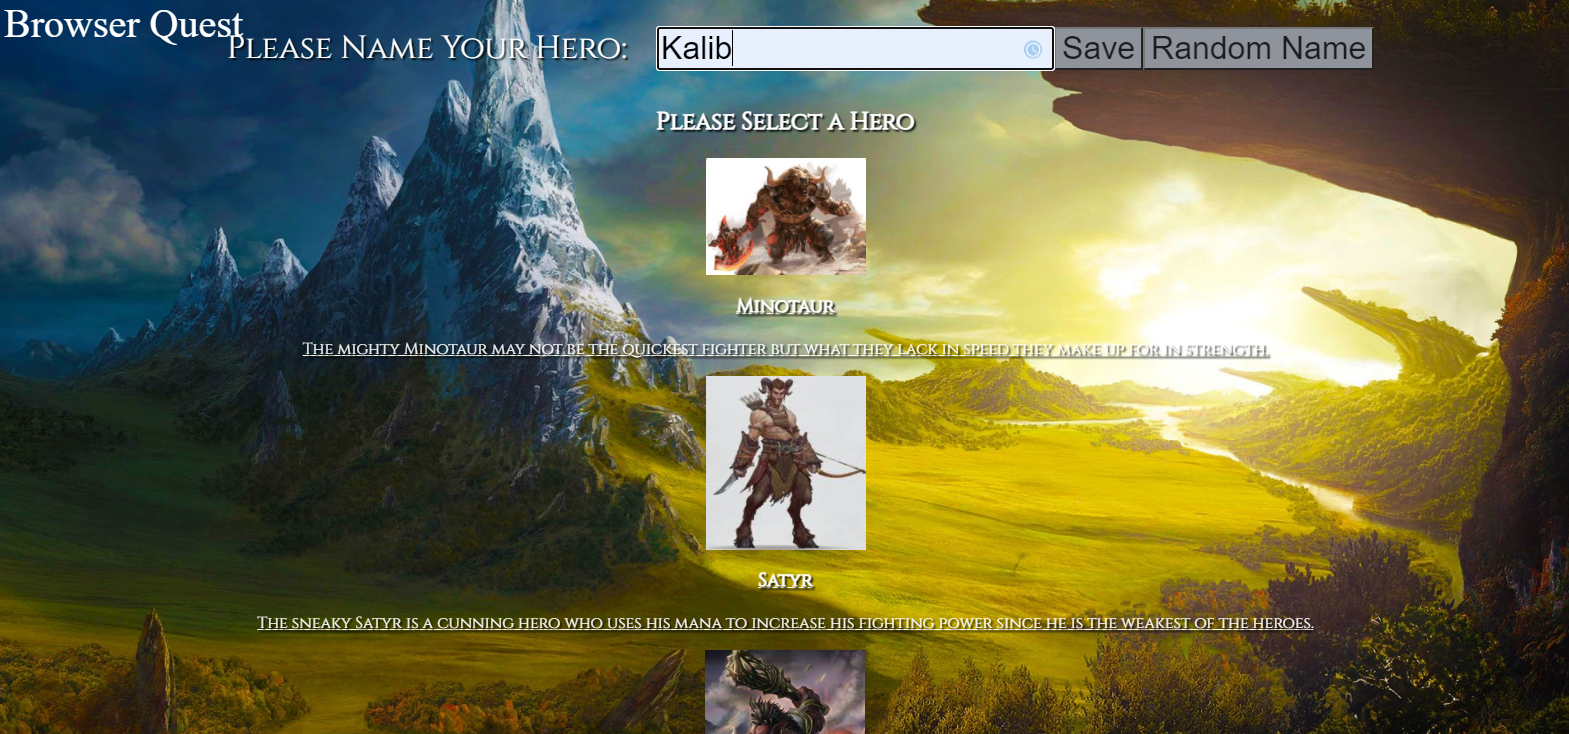 Browser Quest
Please Name Your Hero: Kalib Save Random Name
Please Select a Hero
Minotaur
The mighty Minotaur may not be the quickest fighter but what they lack in speed they make up for in strength.
Satyr
The sneaky Satyr is a cunning hero who uses his mana to increase his fighting power since he is the weakest of the heroes.